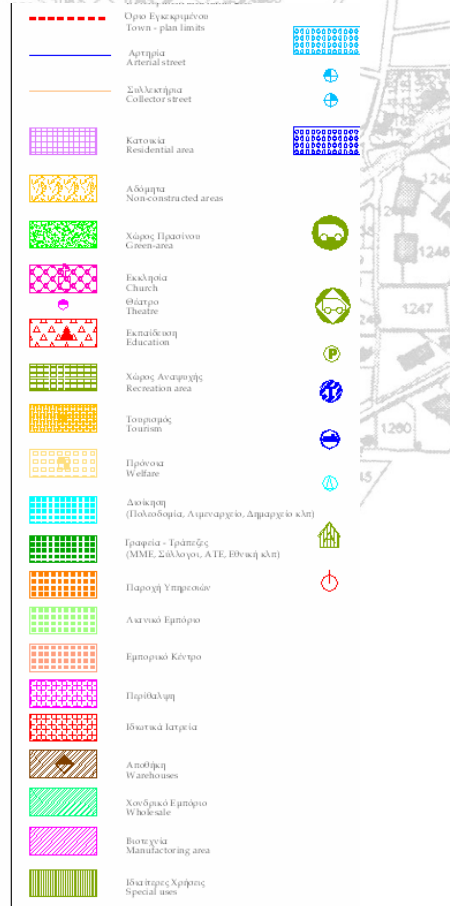 Όριο Εγκεκριμένου
Town - plan limits
Αρτηρία
Arterial street
Συλλεκτήρια
Collector street
Κατοικία
Residential area
Αδόμητα
Non-constructed areas
Χώρος Πρασίνου
Green-area
Εκκλησία
Church
Θέατρο
Theatre
Εκπαίδευση
Education
Χώρος Αναψυχής
Recreation area
Τουρισμός
Tourism
Πρόνοια
Welfare
Διοίκηση
(Πολεοδομία, Λιμεναρχείο, Δημαρχείο κλπ)
Γραφεία - Τράπεζες
(ΜΜΕ, Σύλλογοι, ΑΤΕ, Εθνική κλπ)
Παροχή Υπηρεσιών
Λιανικό Εμπόριο
Εμπορικό Κέντρο
Περίθαλψη
Ιδιωτικά Ιατρεία
Αποθήκη
Warehouses
Χονδρικό Εμπόριο
Wholesale
Βιοτεχνία
Manufactoring area
Ιδιαίτερες Χρήσεις
Special uses
P
1246
1247
1260